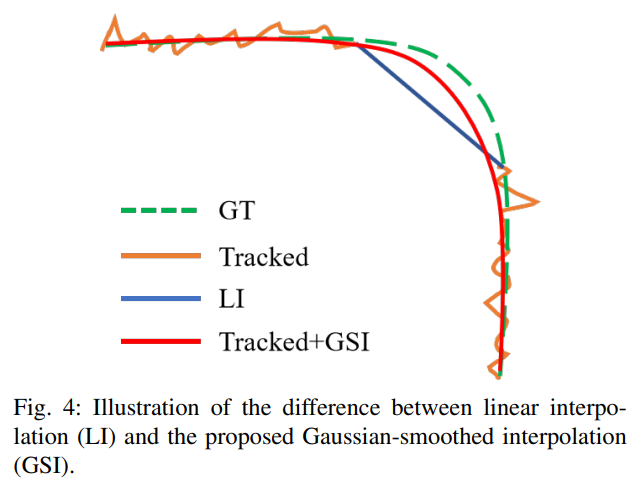 GT
Tracked
LI
Tracked+GSI
Fig. 4: Illustration of the difference between linear interpo-
lation (LI) and the proposed Gaussian-smoothed interpolation
(GSI).